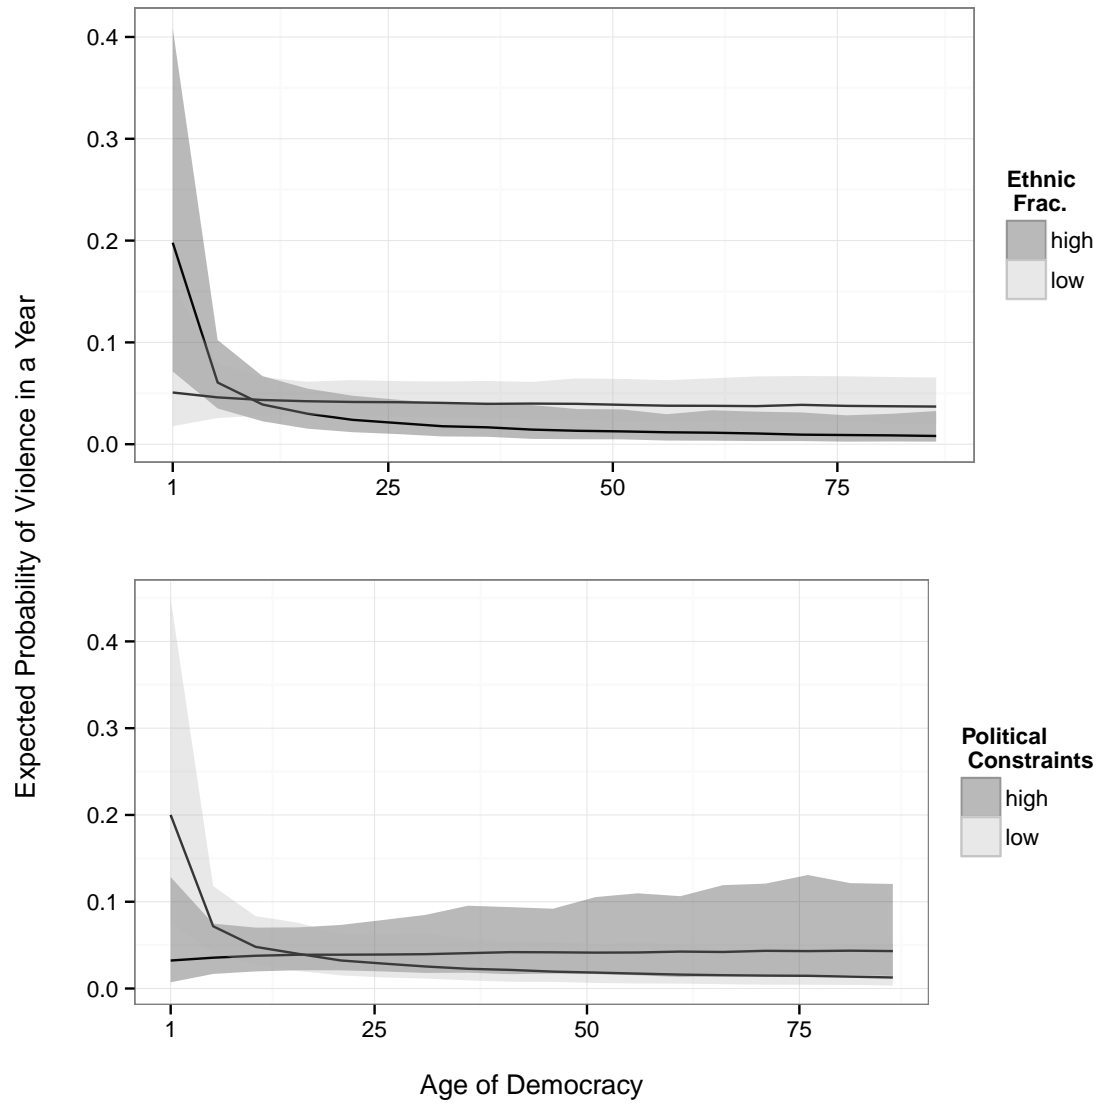 Expected Probability of Violence in a Year
0.4
0.3
0.2
0.1
0.0
1 25 50 75
Ethnic
Frac.
high
low
0.4
0.3
0.2
0.1
0.0
1 25 50 75
Political
Constraints
high
low
Age of Democracy